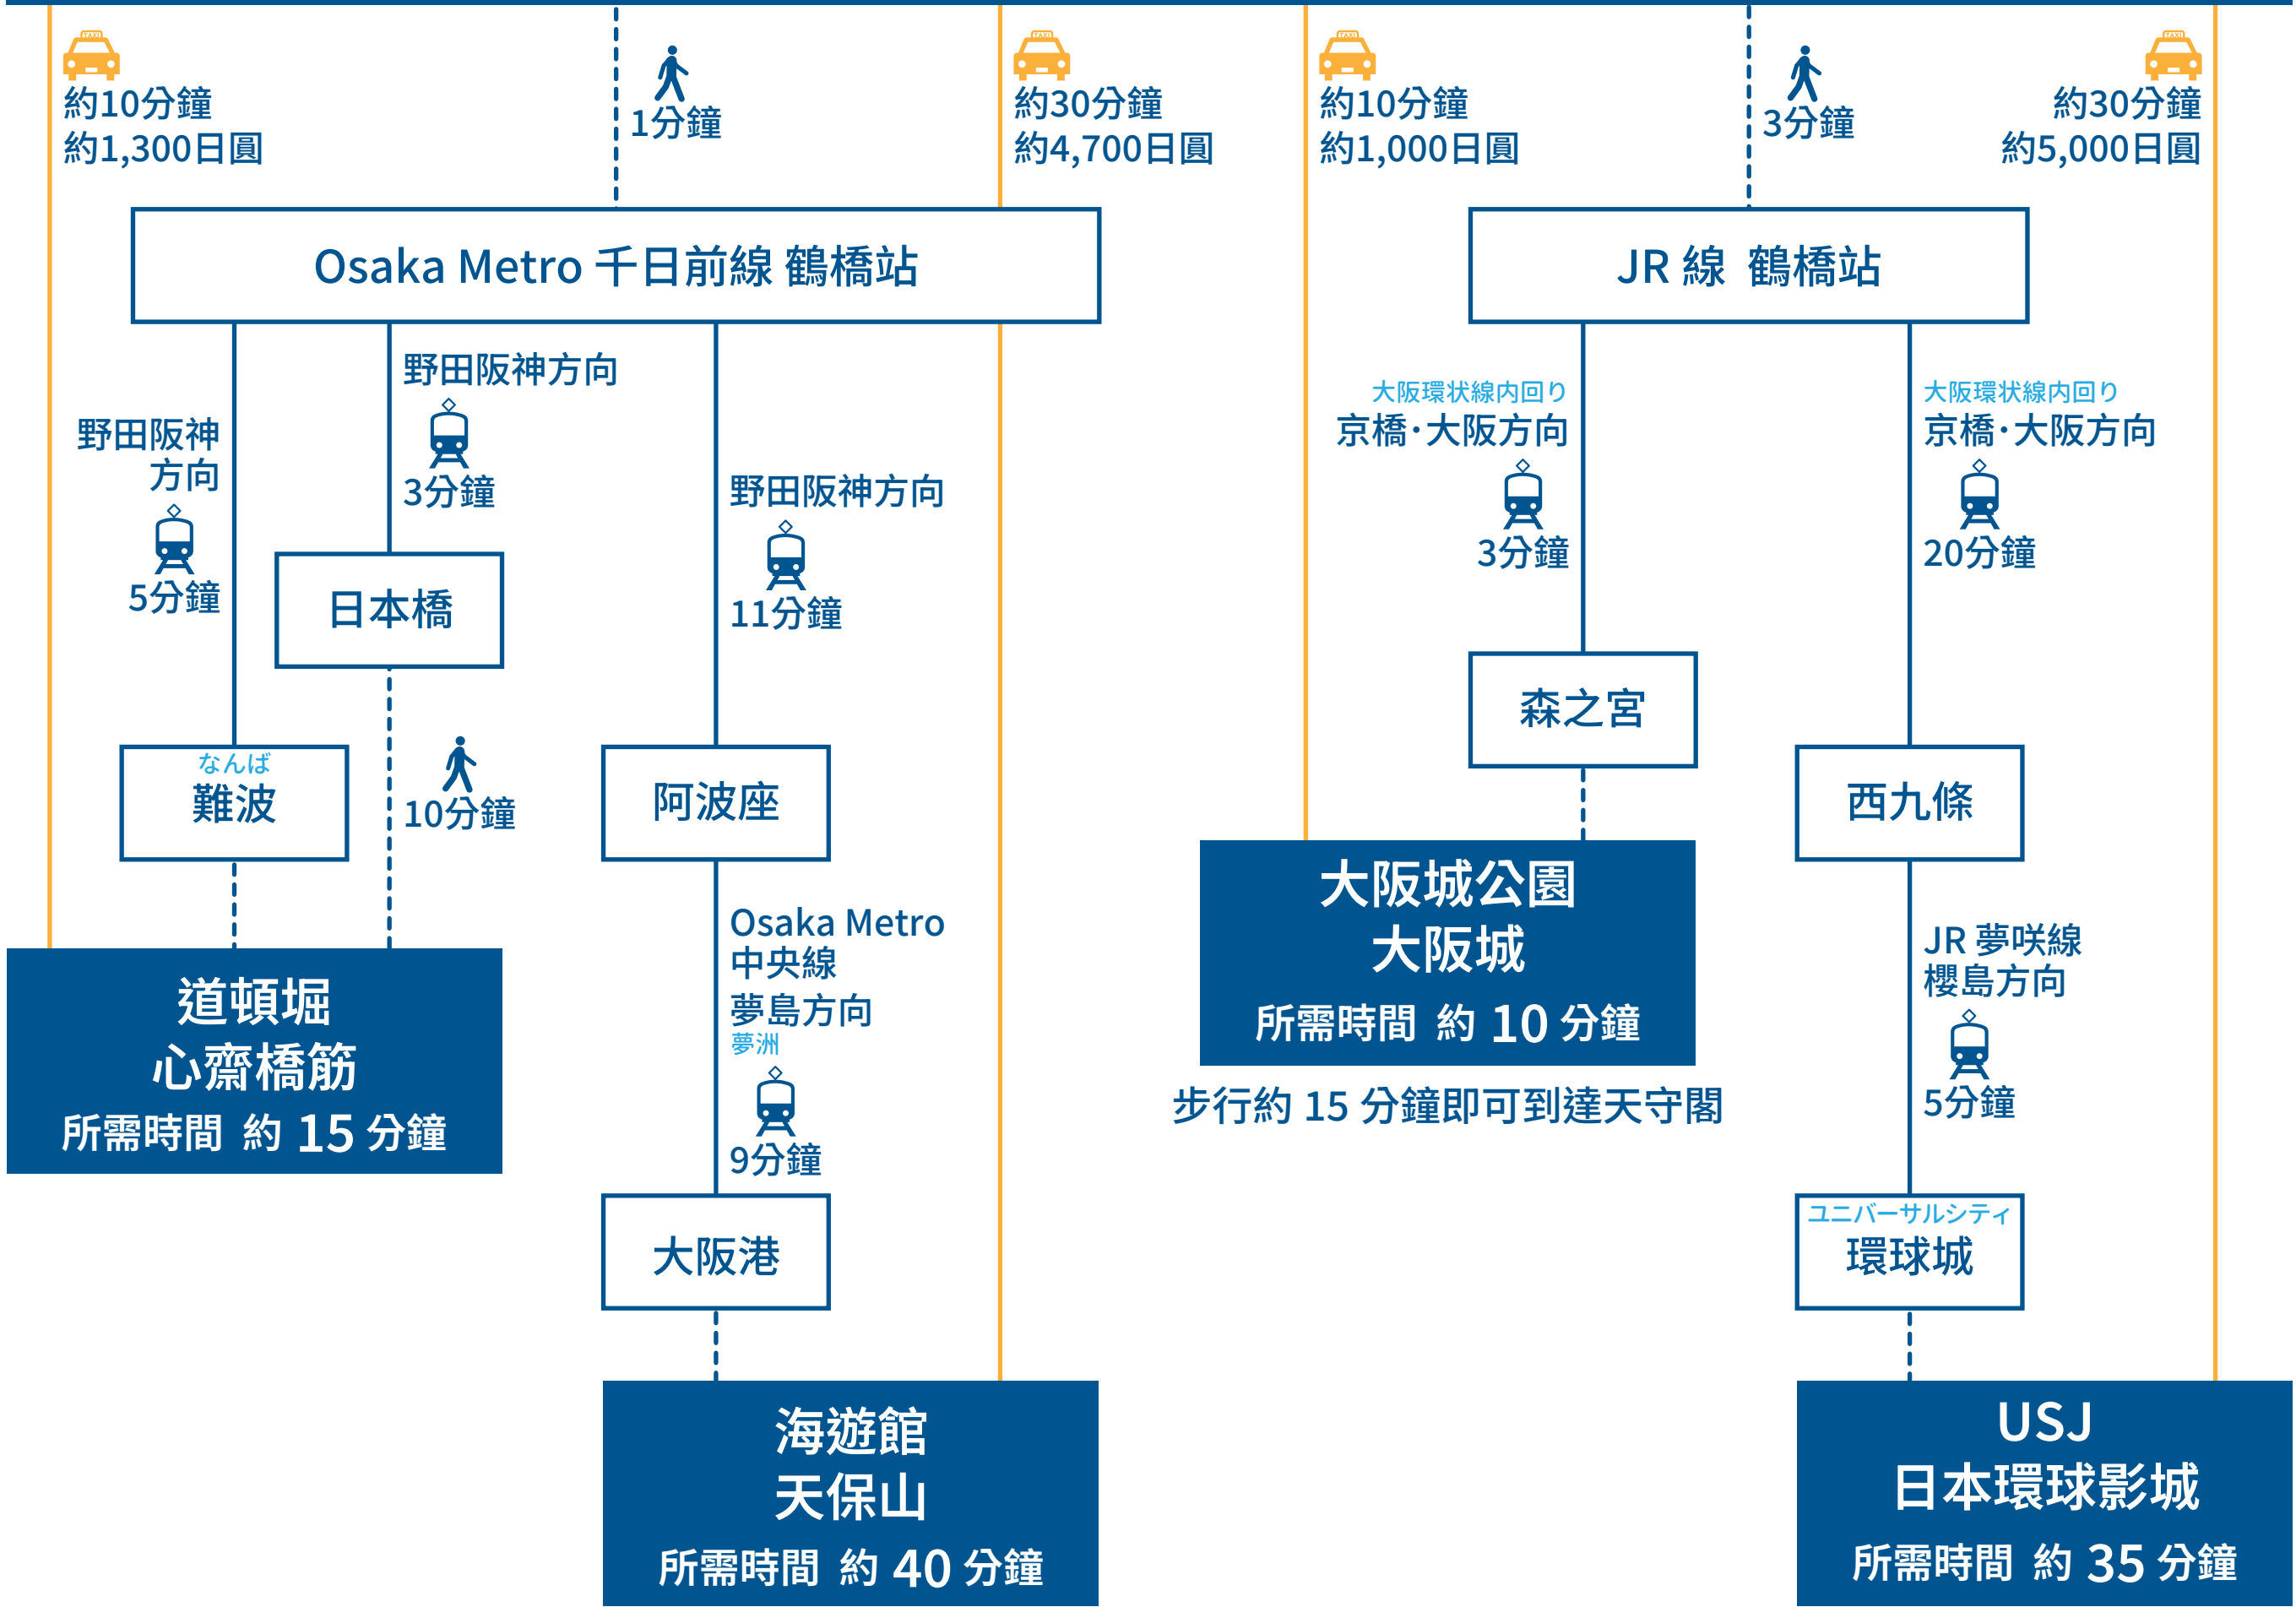 約10分鐘
約1,300日圓
1分鐘
約30分鐘
約4,700日圓
約10分鐘
約1,000日圓
3分鐘
約30分鐘
約5,000日圓
Osaka Metro 千日前線 鶴橋站
JR 線 鶴橋站
野田阪神
方向
5分鐘
野田阪神方向
3分鐘
日本橋
野田阪神方向
11分鐘
大阪環状線内回り
京橋･大阪方向
3分鐘
大阪環状線内回り
京橋･大阪方向
20分鐘
森之宮
なんば
難波
10分鐘
阿波座
西九條
道頓堀
心齋橋筋
所需時間 約 15 分鐘
Osaka Metro
中央線
夢島方向
夢洲
9分鐘
大阪城公園
大阪城
所需時間 約 10 分鐘
步行約 15 分鐘即可到達天守閣
JR 夢咲線
櫻島方向
5分鐘
大阪港
ユニバーサルシティ
環球城
海遊館
天保山
所需時間 約 40 分鐘
USJ
日本環球影城
所需時間 約 35 分鐘